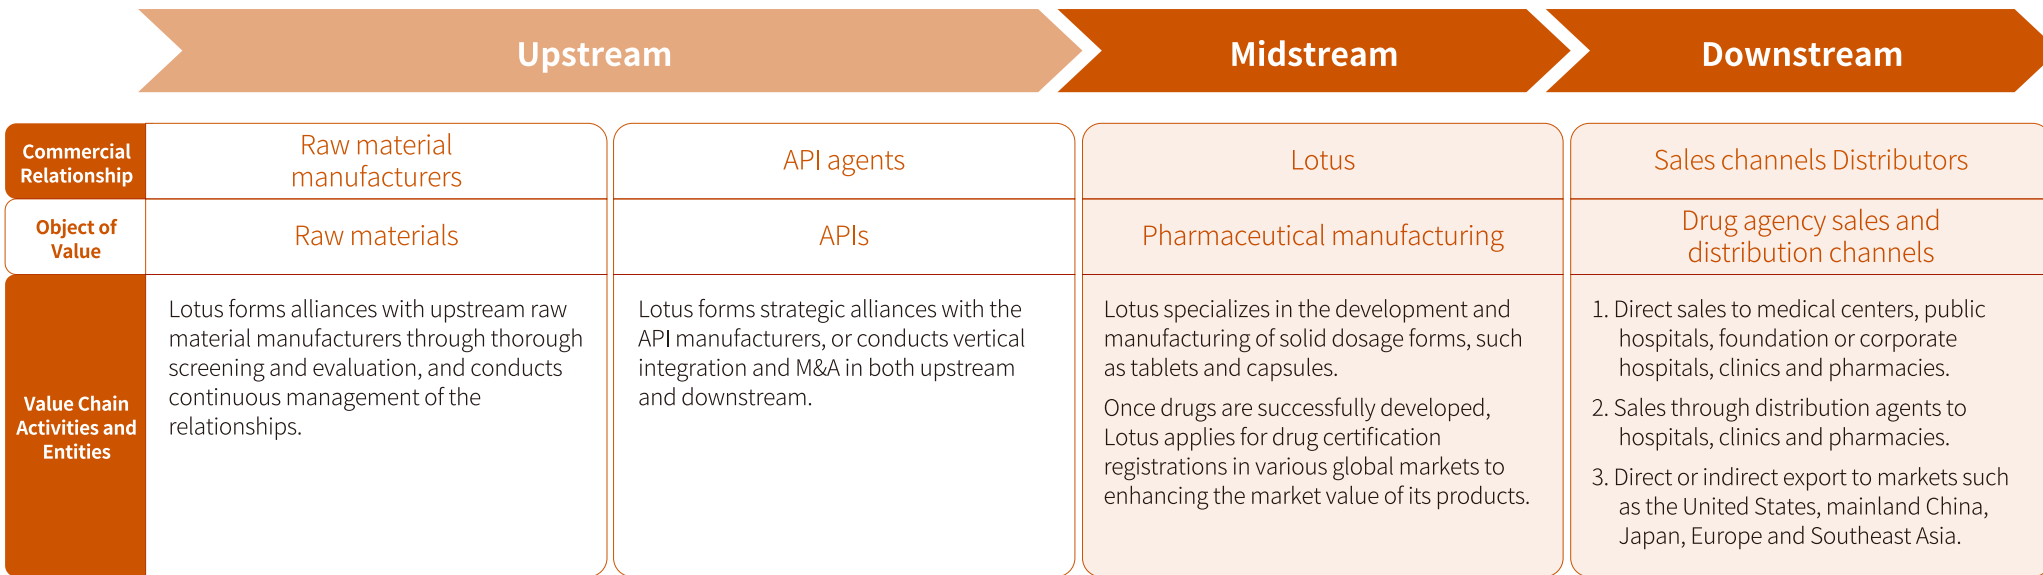 Upstream
Midstream
Downstream
Commercial
Relationship
Raw material
manufacturers
API agents
Lotus
Sales channels Distributors
Object of
Value
Raw materials
APIs
Pharmaceutical manufacturing
Drug agency sales and
distribution channels
Value Chain
Activities and
Entities
Lotus forms alliances with upstream raw
material manufacturers through thorough
screening and evaluation, and conducts
continuous management of the
relationships.
Lotus forms strategic alliances with the
API manufacturers, or conducts vertical
integration and M&A in both upstream
and downstream.
Lotus specializes in the development and
manufacturing of solid dosage forms, such
as tablets and capsules.
Once drugs are successfully developed,
Lotus applies for drug certification
registrations in various global markets to
enhancing the market value of its products.
1. Direct sales to medical centers, public
hospitals, foundation or corporate
hospitals, clinics and pharmacies.
2. Sales through distribution agents to
hospitals, clinics and pharmacies.
3. Direct or indirect export to markets such
as the United States, mainland China,
Japan, Europe and Southeast Asia.